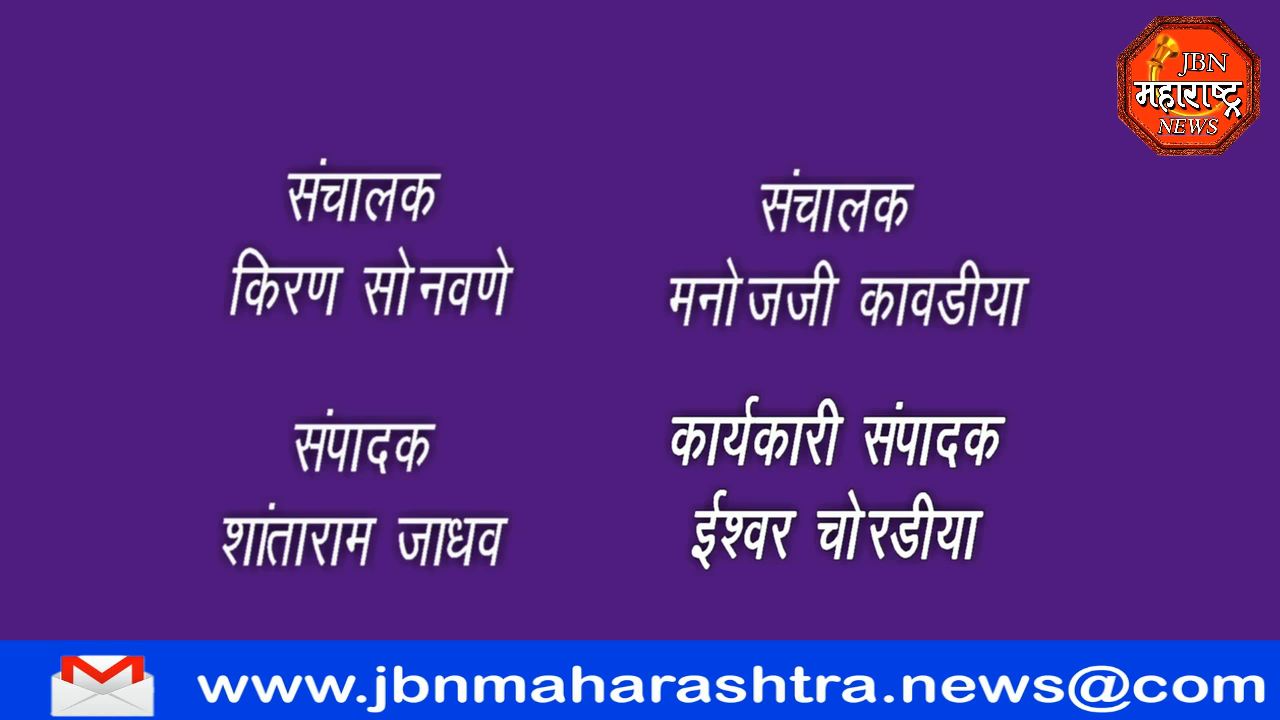 JBN
महाराष्ट्र
NEWS
संचालक
किरण सोनवणे
संचालक
मनोजजी कावडीया
संपादक
शांताराम जाधव
कार्यकारी संपादक
ईश्वर चोरडीया
www.jbnmaharashtra.news@com